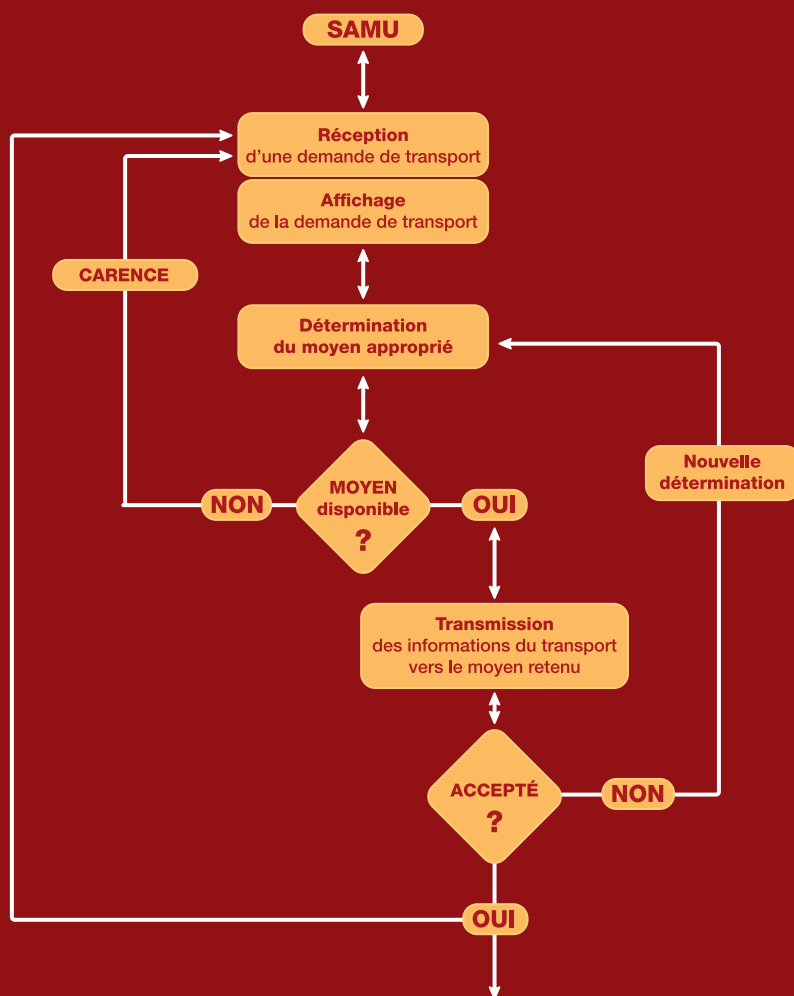 SAMU
Réception
d'une demande de transport
Affichage
de la demande de transport
CARENCE
Détermination
du moyen approprié
Nouvelle
détermination
NON
MOYEN
disponible
?
OUI
Transmission
des informations du transport
vers le moyen retenu
ACCEPTÉ
?
NON
OUI